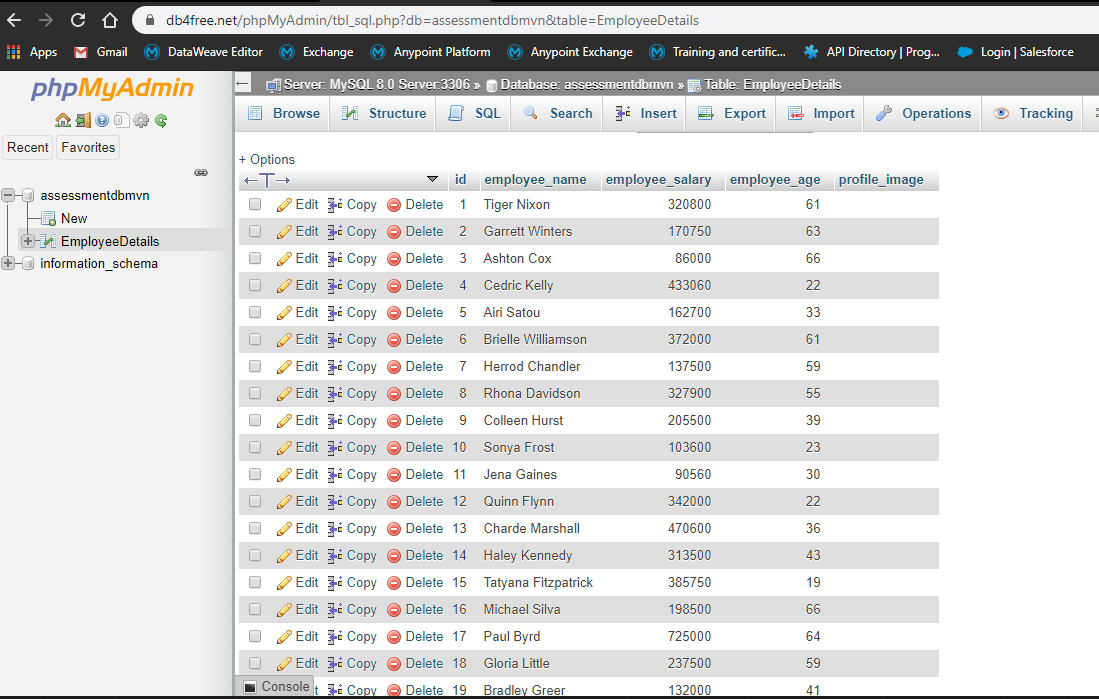 db4free.net/phpMyAdmin/tbl_sql.php?db=assessmentdbmvn&table=EmployeeDetails
Apps Gmail DataWeave Editor Exchange Anypoint Platform Anypoint Exchange Training and certific... API Directory | Prog... Login | Salesforce
phpMyAdmin
Recent Favorites
assessmentdbmvn
New
EmployeeDetails
information_schema
Server: MySQL 8.0 Server:3306 » Database: assessmentdbmvn » Table: EmployeeDetails
Browse Structure SQL Search Insert Export Import Operations Tracking
+ Options
←T→ id employee_name employee_salary employee_age profile_image
Edit Copy Delete 1 Tiger Nixon 320800 61
Edit Copy Delete 2 Garrett Winters 170750 63
Edit Copy Delete 3 Ashton Cox 86000 66
Edit Copy Delete 4 Cedric Kelly 433060 22
Edit Copy Delete 5 Airi Satou 162700 33
Edit Copy Delete 6 Brielle Williamson 372000 61
Edit Copy Delete 7 Herrod Chandler 137500 59
Edit Copy Delete 8 Rhona Davidson 327900 55
Edit Copy Delete 9 Colleen Hurst 205500 39
Edit Copy Delete 10 Sonya Frost 103600 23
Edit Copy Delete 11 Jena Gaines 90560 30
Edit Copy Delete 12 Quinn Flynn 342000 22
Edit Copy Delete 13 Charde Marshall 470600 36
Edit Copy Delete 14 Haley Kennedy 313500 43
Edit Copy Delete 15 Tatyana Fitzpatrick 385750 19
Edit Copy Delete 16 Michael Silva 198500 66
Edit Copy Delete 17 Paul Byrd 725000 64
Edit Copy Delete 18 Gloria Little 237500 59
Console t Copy Delete 19 Bradley Greer 132000 41